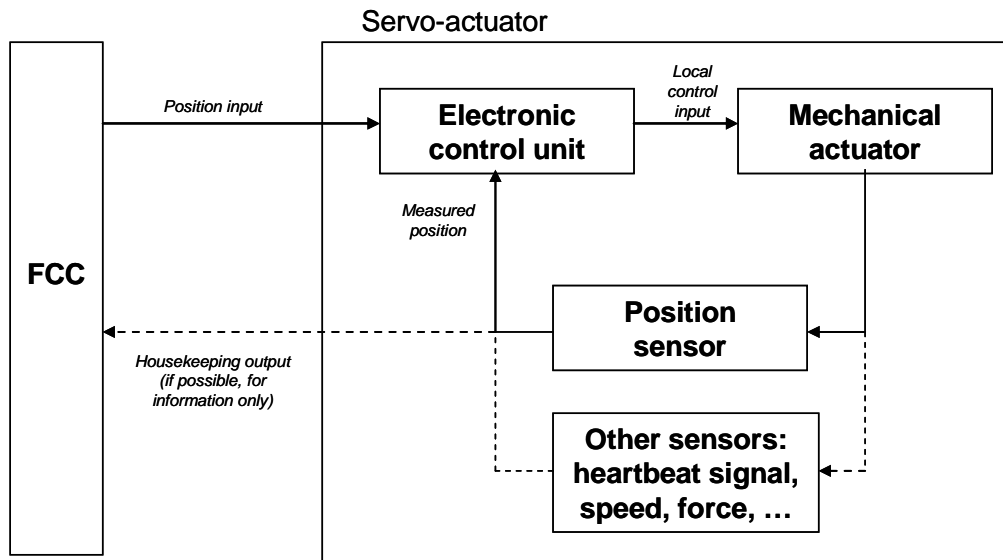 Servo-actuator
Position input
Electronic
control unit
Local
control
input
Mechanical
actuator
Measured
position
FCC
Position
sensor
Housekeeping output
(if possible, for
information only)
Other sensors:
heartbeat signal,
speed, force, …